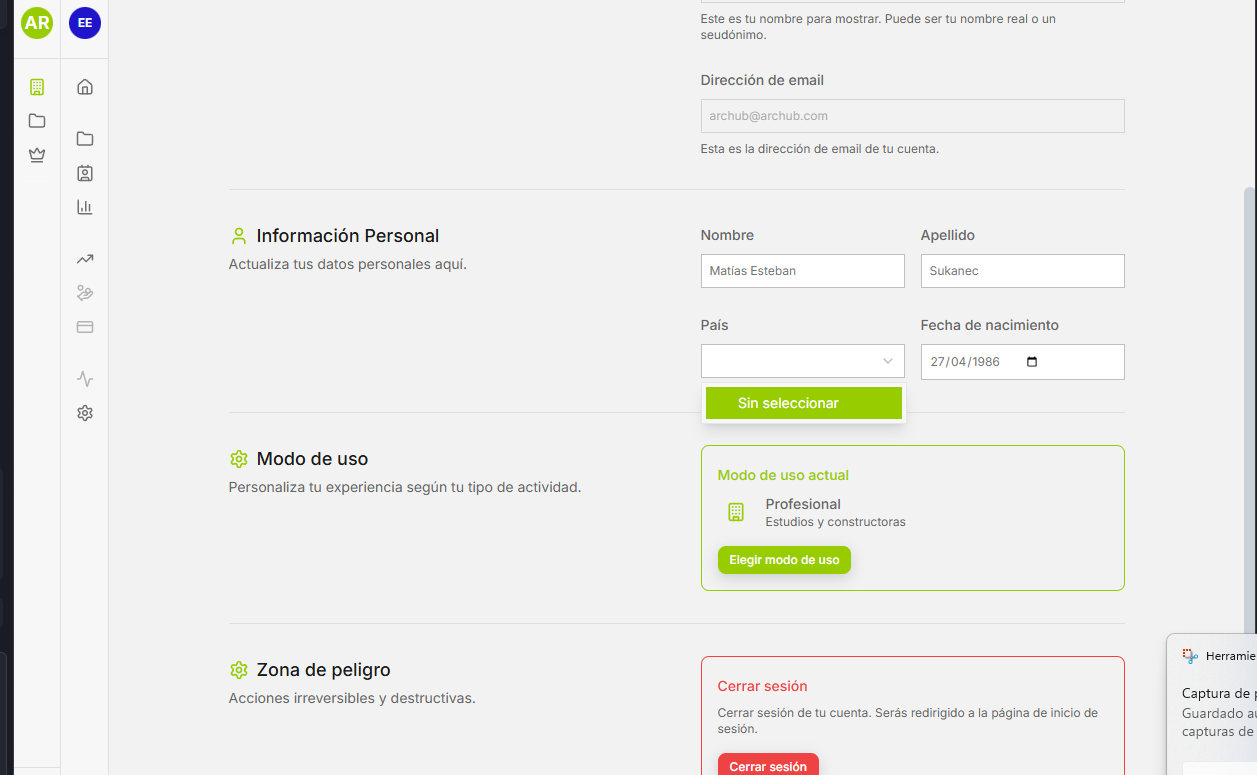 AR
EE
Este es tu nombre para mostrar. Puede ser tu nombre real o un
seudónimo.
Dirección de email
archub@archub.com
Esta es la dirección de email de tu cuenta.
Información Personal
Actualiza tus datos personales aquí.
Nombre
Apellido
Matías Esteban
Sukanec
País
Fecha de nacimiento
27/04/1986
Sin seleccionar
Modo de uso
Personaliza tu experiencia según tu tipo de actividad.
Modo de uso actual
Profesional
Estudios y constructoras
Elegir modo de uso
Zona de peligro
Acciones irreversibles y destructivas.
Cerrar sesión
Cerrar sesión de tu cuenta. Serás redirigido a la página de inicio de
sesión.
Cerrar sesión
Herramie
Captura de p
Guardado au
capturas de